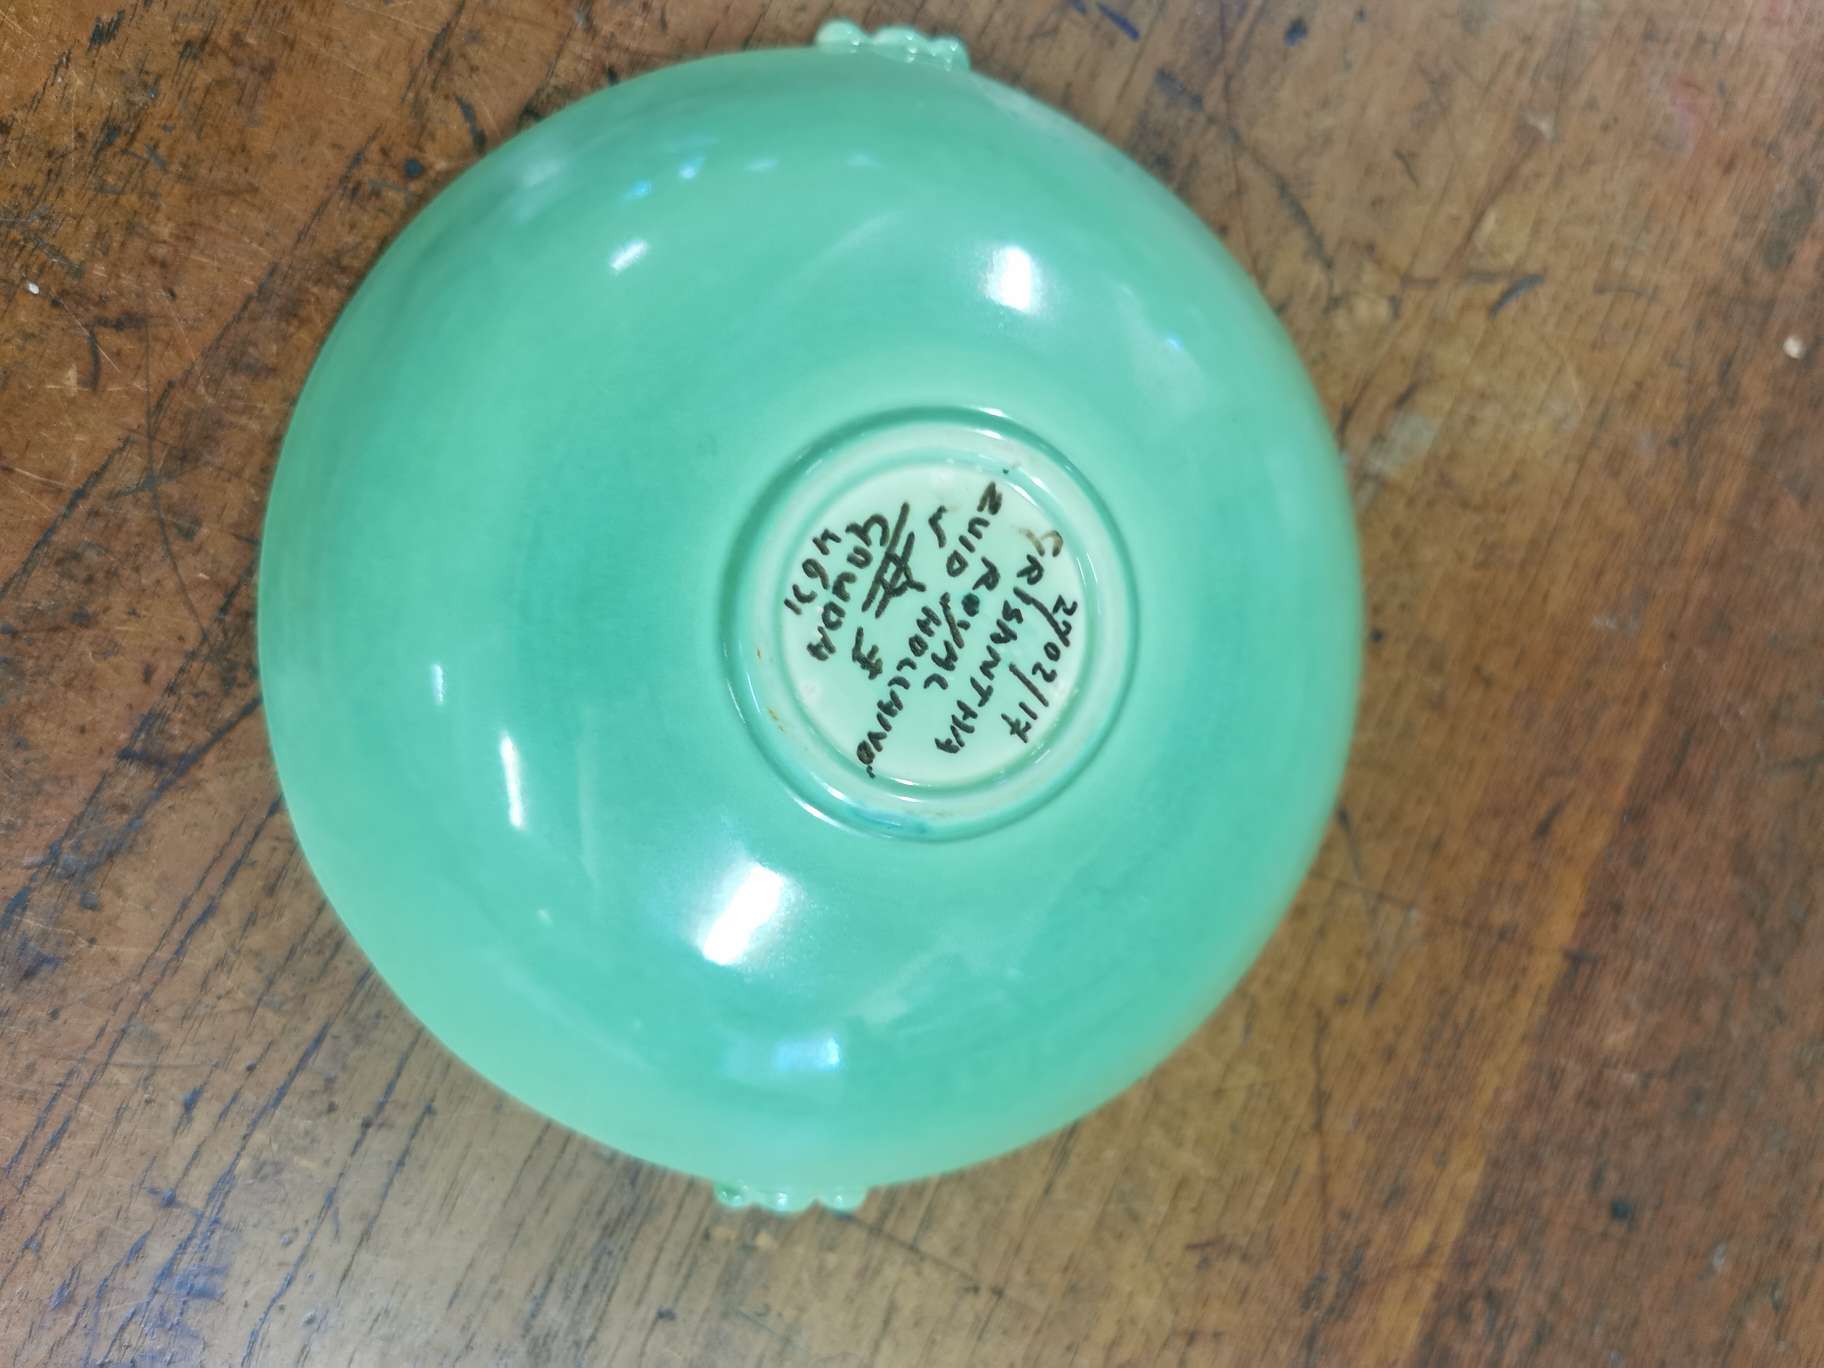 2702/17
CRISANTHA
ROYAL
ZUID HOLLAND
GOUDA